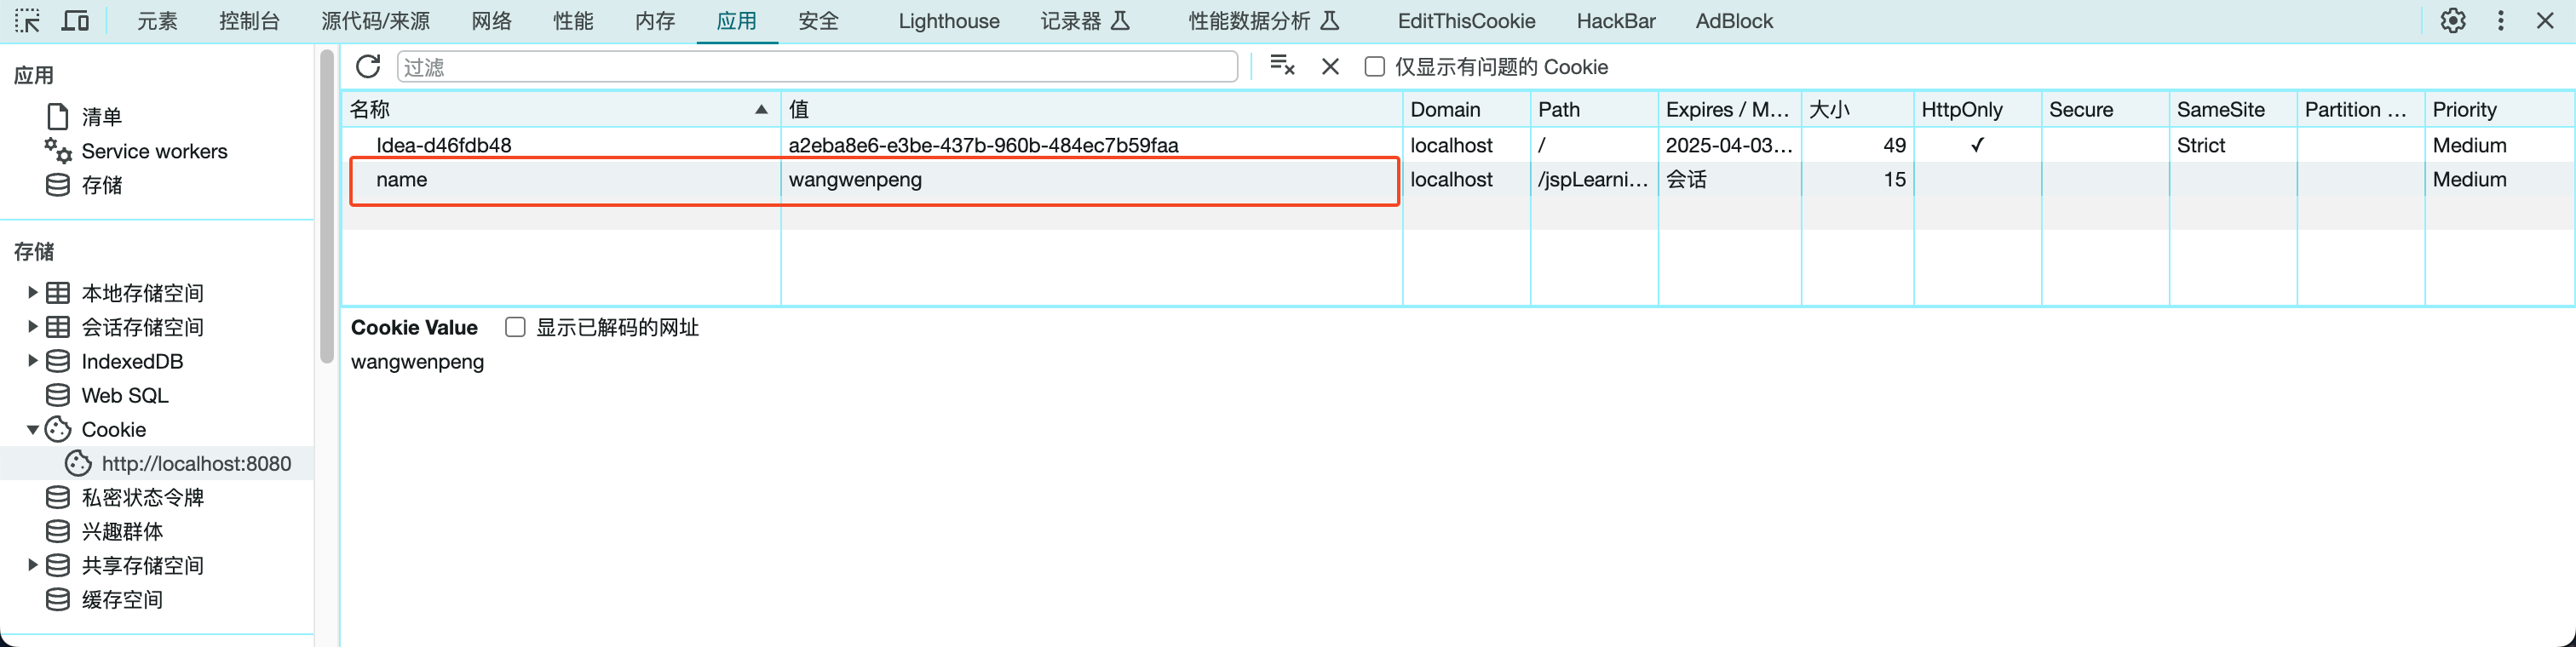 元素 控制台 源代码/来源 网络 性能 内存 应用 安全 Lighthouse 记录器 性能数据分析 EditThisCookie HackBar AdBlock
应用
清单
Service workers
存储
存储
本地存储空间
会话存储空间
IndexedDB
Web SQL
Cookie
http://localhost:8080
私密状态令牌
兴趣群体
共享存储空间
缓存空间
过滤 仅显示有问题的 Cookie
名称 值 Domain Path Expires / M... 大小 HttpOnly Secure SameSite Partition ... Priority
Idea-d46fdb48 a2eba8e6-e3be-437b-960b-484ec7b59faa localhost / 2025-04-03... 49 ✓ Strict Medium
name wangwenpeng localhost /jspLearni... 会话 15 Medium
Cookie Value 显示已解码的网址
wangwenpeng